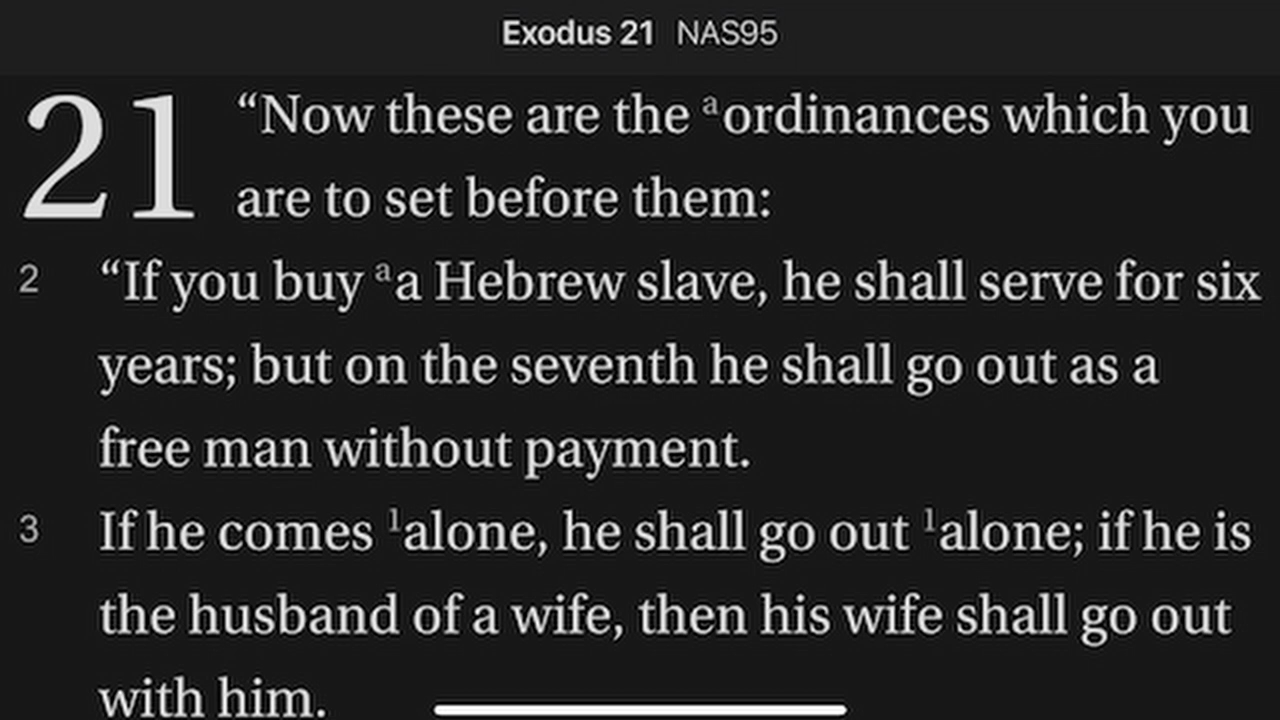 Exodus 21 NAS95
21 “Now these are the ᵃordinances which you
are to set before them:
2 “If you buy ᵃa Hebrew slave, he shall serve for six
years; but on the seventh he shall go out as a
free man without payment.
3 If he comes ¹alone, he shall go out ¹alone; if he is
the husband of a wife, then his wife shall go out
with him.